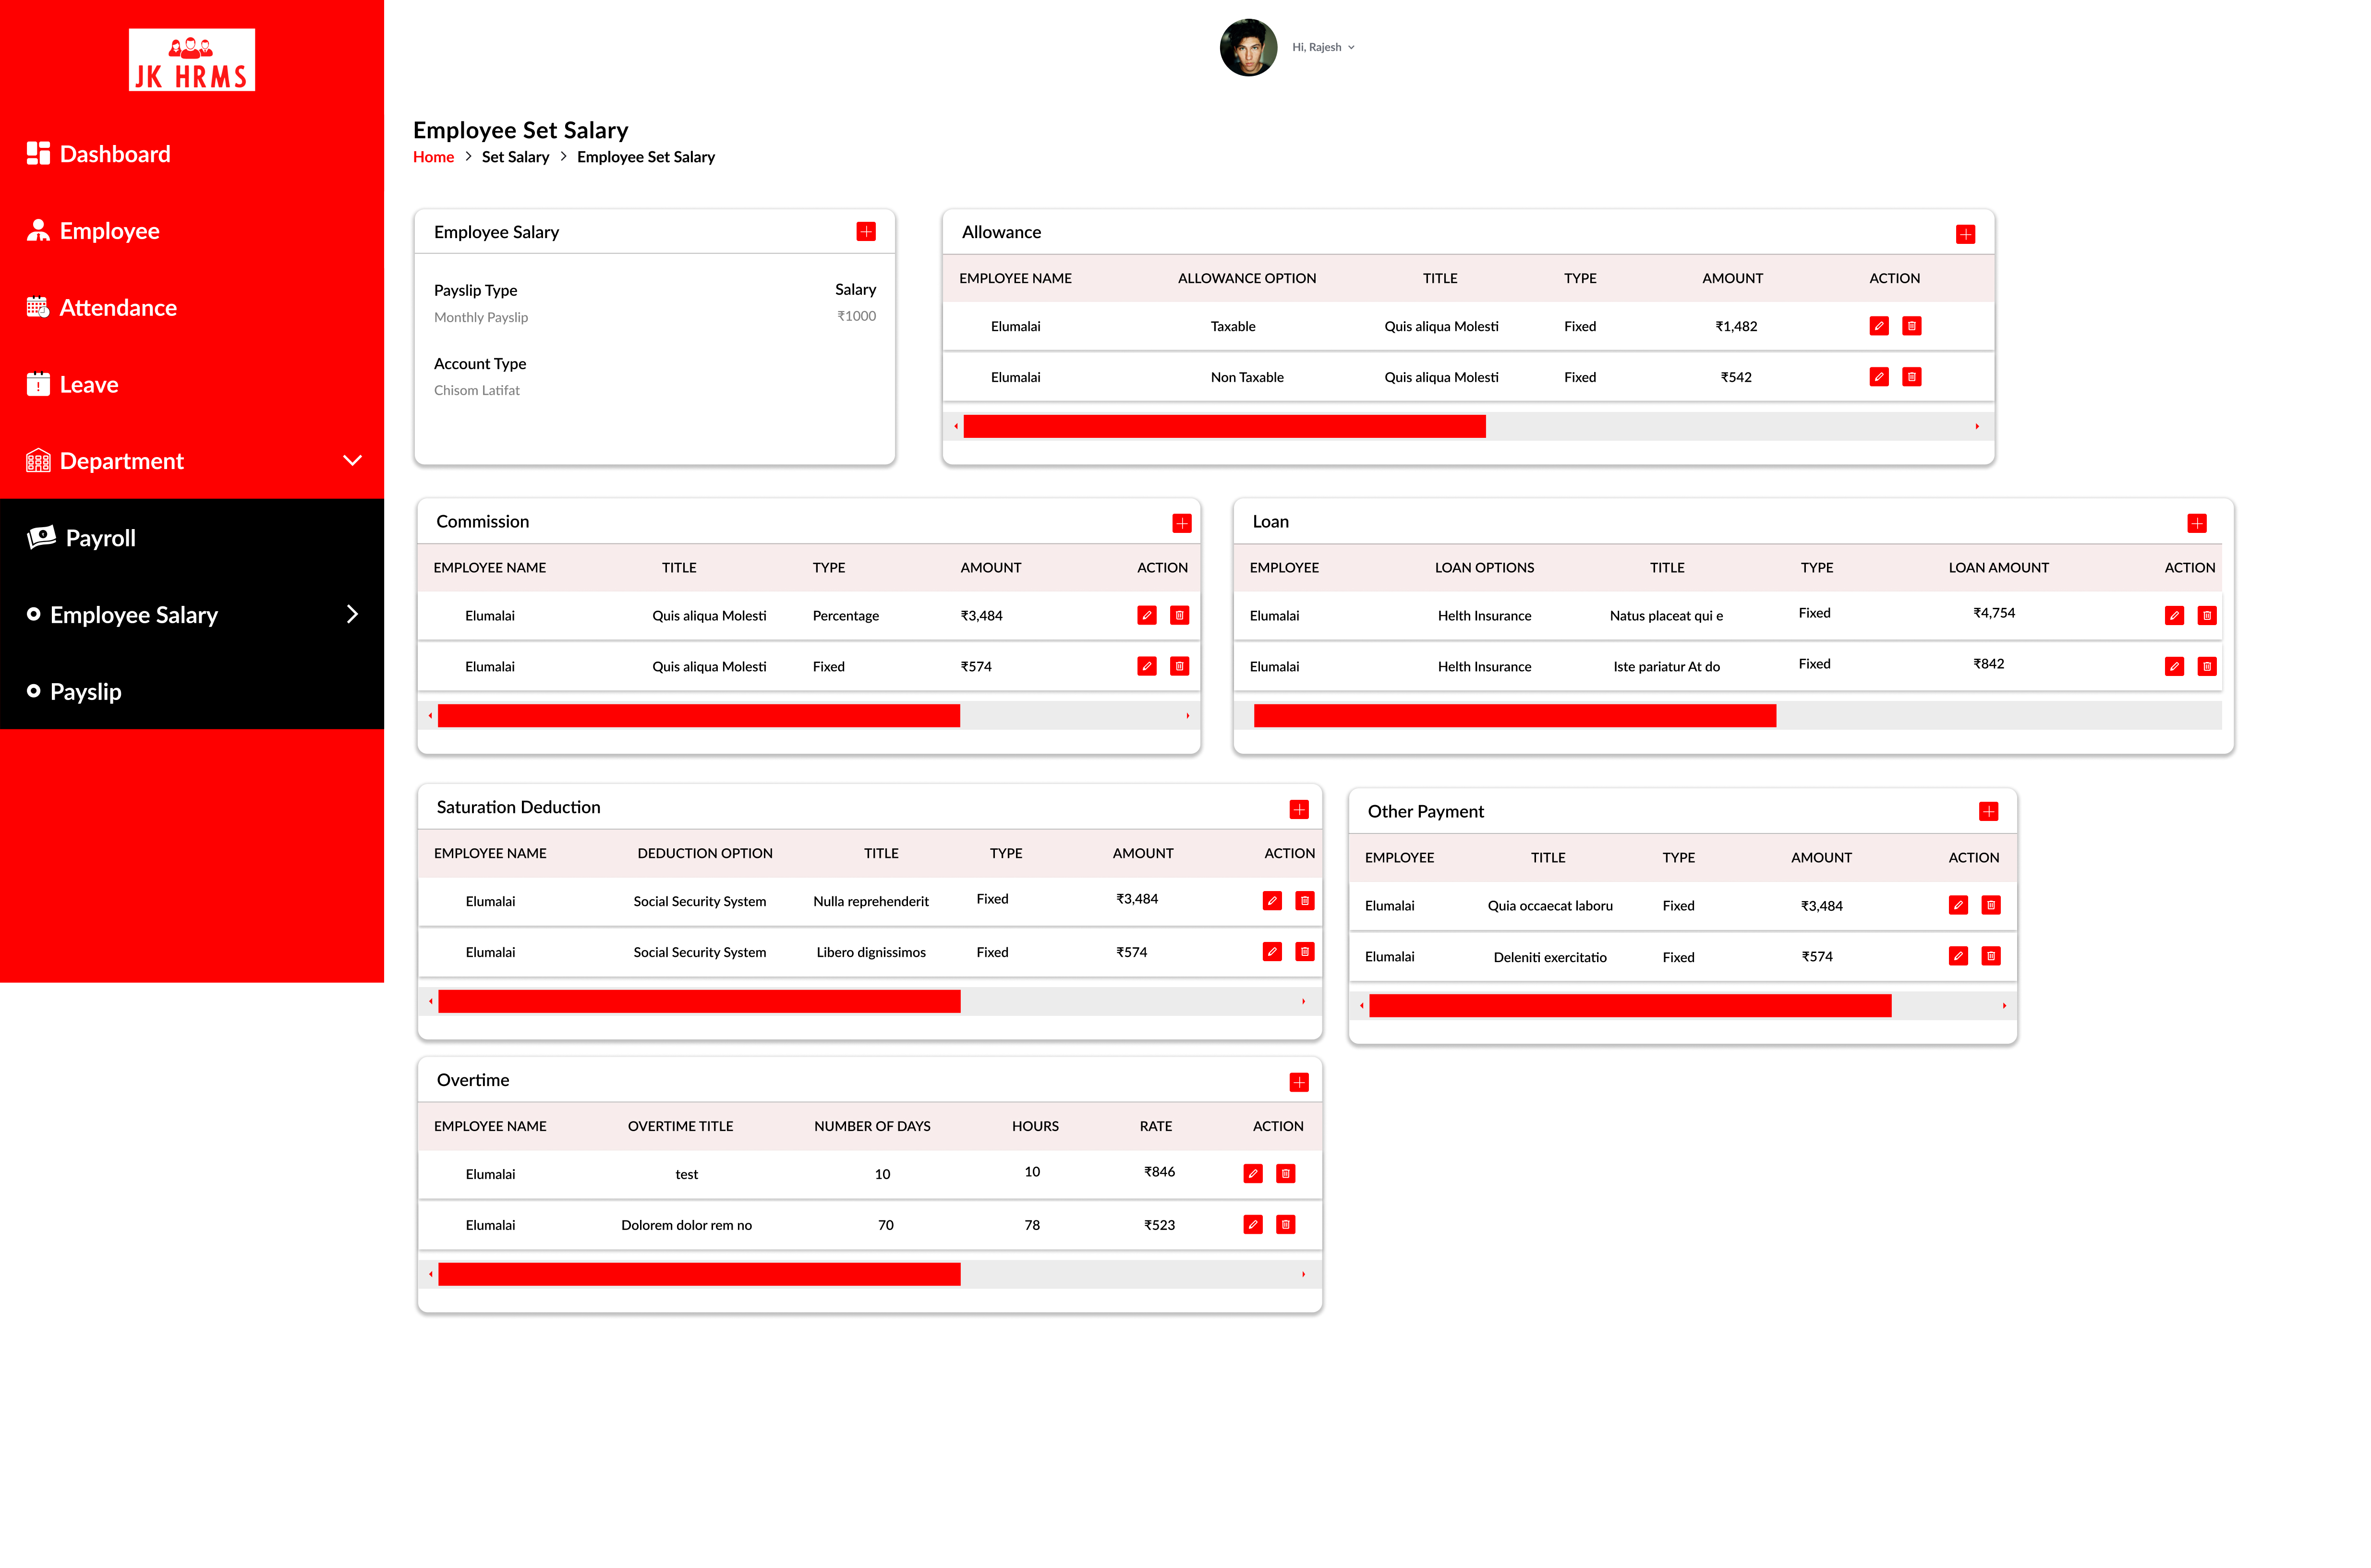 JK HRMS
Hi, Rajesh
Dashboard
Employee
Attendance
Leave
Department
Payroll
Employee Salary
Payslip
Employee Set Salary
Home > Set Salary > Employee Set Salary
Employee Salary
Payslip Type Salary
Monthly Payslip ₹1000
Account Type
Chisom Latifat
Allowance
EMPLOYEE NAME ALLOWANCE OPTION TITLE TYPE AMOUNT ACTION
Elumalai Taxable Quis aliqua Molesti Fixed ₹1,482
Elumalai Non Taxable Quis aliqua Molesti Fixed ₹542
Commission
EMPLOYEE NAME TITLE TYPE AMOUNT ACTION
Elumalai Quis aliqua Molesti Percentage ₹3,484
Elumalai Quis aliqua Molesti Fixed ₹574
Loan
EMPLOYEE LOAN OPTIONS TITLE TYPE LOAN AMOUNT ACTION
Elumalai Helth Insurance Natus placeat qui e Fixed ₹4,754
Elumalai Helth Insurance Iste pariatur At do Fixed ₹842
Saturation Deduction
EMPLOYEE NAME DEDUCTION OPTION TITLE TYPE AMOUNT ACTION
Elumalai Social Security System Nulla reprehenderit Fixed ₹3,484
Elumalai Social Security System Libero dignissimos Fixed ₹574
Other Payment
EMPLOYEE TITLE TYPE AMOUNT ACTION
Elumalai Quia occaecat laboru Fixed ₹3,484
Elumalai Deleniti exercitatio Fixed ₹574
Overtime
EMPLOYEE NAME OVERTIME TITLE NUMBER OF DAYS HOURS RATE ACTION
Elumalai test 10 10 ₹846
Elumalai Dolorem dolor rem no 70 78 ₹523